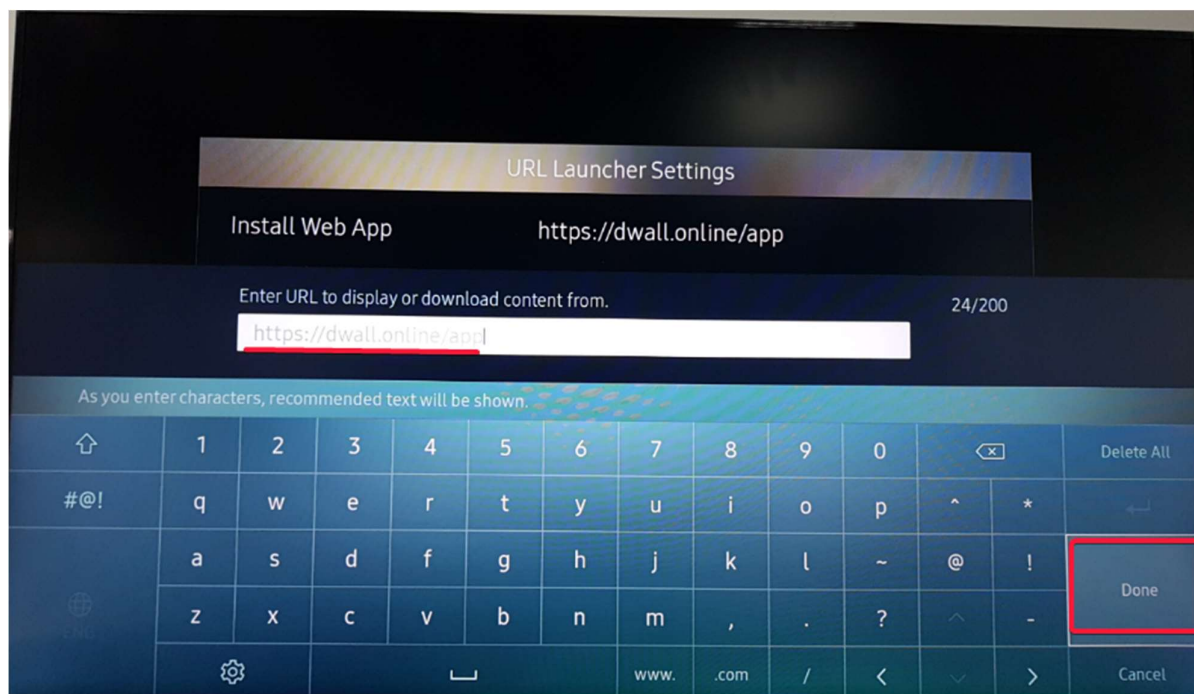 URL Launcher Settings
Install Web App https://dwall.online/app
Enter URL to display or download content from. 24/200
https://dwall.online/app
As you enter characters, recommended text will be shown.
1 2 3 4 5 6 7 8 9 0 Delete All
#@! q w e r t y u i o p ^ *
a s d f g h j k l ~ @ ! Done
z x c v b n m , . ? ^ -
www. .com / < > Cancel